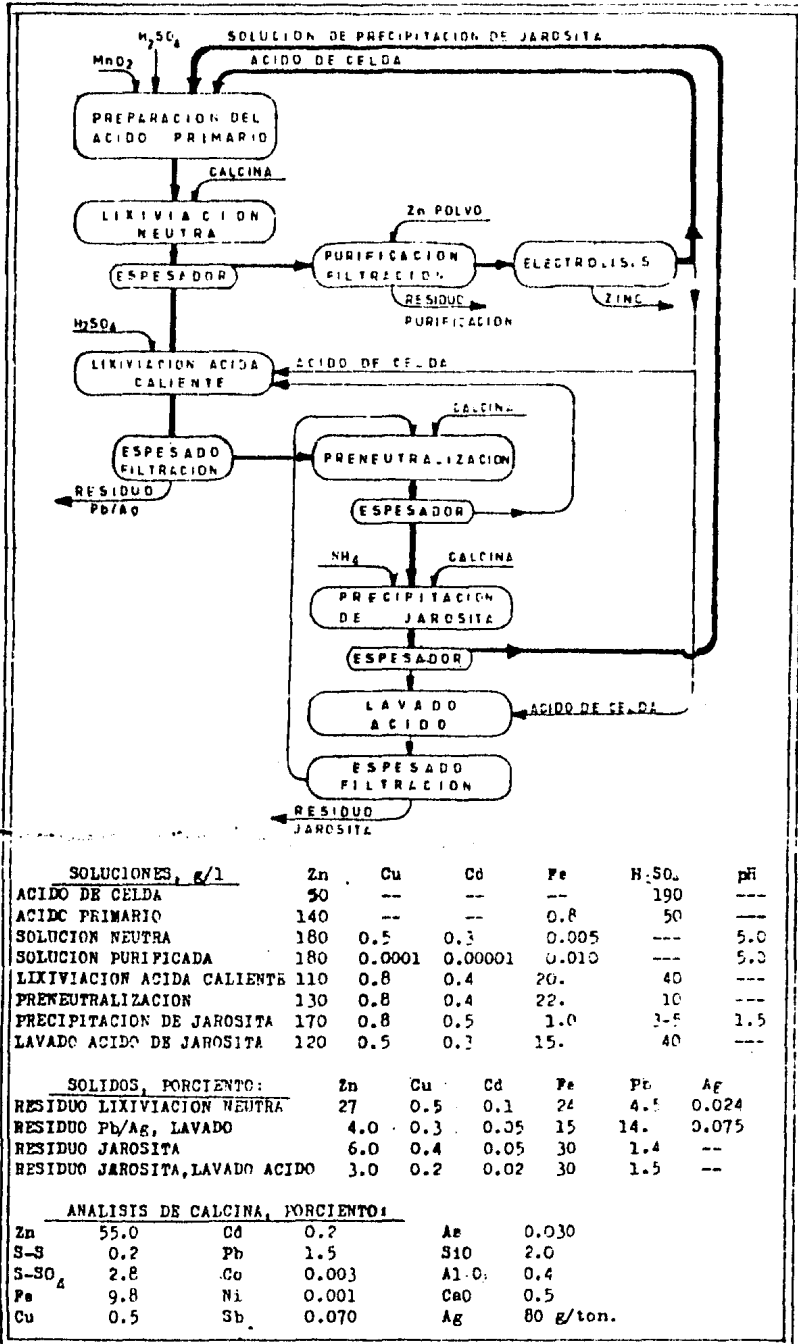 SOLUCION DE PRECIPITACION DE JAROSITA
H2SO4
ACIDO DE CELDA
MnO2
PREPARACION DEL
ACIDO PRIMARIO
CALCINA
LIXIVIACION
NEUTRA
Zn POLVO
PURIFICACION
FILTRACION
ELECTROLISIS
ESPESADOR
RESIDUO
PURIFICACION
ZINC
H2SO4
LIXIVIACION ACIDA
CALIENTE
ACIDO DE CELDA
CALCINA
ESPESADO
FILTRACION
PRENEUTRALIZACION
RESIDUO
Pb/Ag
ESPESADOR
NH4
CALCINA
PRECIPITACION
DE JAROSITA
ESPESADOR
LAVADO
ACIDO
ACIDO DE CELDA
ESPESADO
FILTRACION
RESIDUO
JAROSITA
SOLUCIONES, g/l Zn Cu Cd Fe H2SO4 pH
ACIDO DE CELDA 50 -- -- -- 190 ---
ACIDO PRIMARIO 140 -- -- 0.8 50 ---
SOLUCION NEUTRA 180 0.5 0.3 0.005 --- 5.0
SOLUCION PURIFICADA 180 0.0001 0.00001 0.010 ---
LIXIVIACION ACIDA CALIENTE 110 0.8 0.4 20. 40 ---
PRENEUTRALIZACION 130 0.8 0.4 22. 10 ---
PRECIPITACION DE JAROSITA 170 0.8 0.5 1.0 3-5 1.5
LAVADO ACIDO DE JAROSITA 120 0.5 0.3 15. 40 ---
SOLIDOS, PORCIENTO: Zn Cu Cd Fe Pb Ag
RESIDUO LIXIVIACION NEUTRA 27 0.5 0.1 24 4.5 0.024
RESIDUO Pb/Ag, LAVADO 4.0 0.3 0.05 15 14. 0.075
RESIDUO JAROSITA 6.0 0.4 0.05 30 1.4 --
RESIDUO JAROSITA,LAVADO ACIDO 3.0 0.2 0.02 30 1.5 --
ANALISIS DE CALCINA, PORCIENTO:
Zn 55.0 Cd 0.2 As 0.030
S-S 0.2 Pb 1.5 SiO 2.0
S-SO4 2.8 Co 0.003 Al O 0.4
Fe 9.8 Ni 0.001 CaO 0.5
Cu 0.5 Sb 0.070 Ag 80 g/ton.